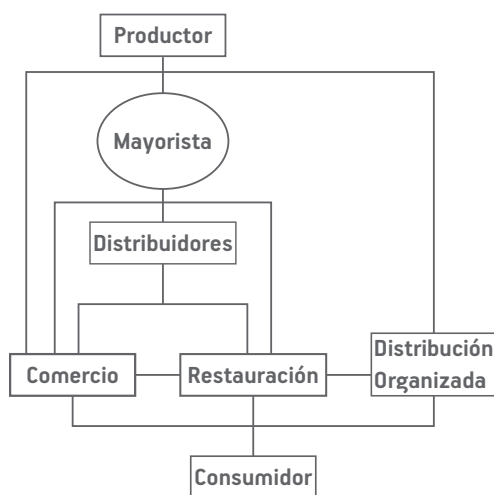 Productor
Mayorista
Distribuidores
Comercio
Restauración
Distribución
Organizada
Consumidor